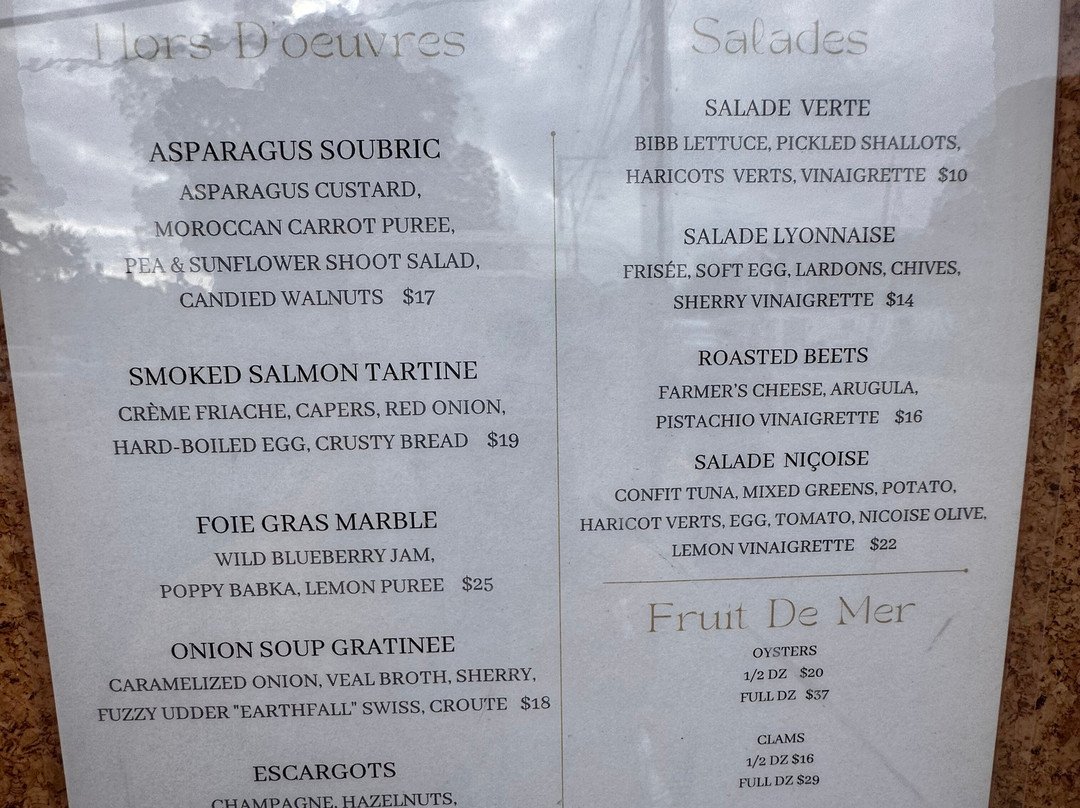 Hors D'oeuvres
ASPARAGUS SOUBRIC
ASPARAGUS CUSTARD,
MOROCCAN CARROT PUREE,
PEA & SUNFLOWER SHOOT SALAD,
CANDIED WALNUTS $17
SMOKED SALMON TARTINE
CRÈME FRIACHE, CAPERS, RED ONION,
HARD-BOILED EGG, CRUSTY BREAD $19
FOIE GRAS MARBLE
WILD BLUEBERRY JAM,
POPPY BABKA, LEMON PUREE $25
ONION SOUP GRATINEE
CARAMELIZED ONION, VEAL BROTH, SHERRY,
FUZZY UDDER "EARTHFALL" SWISS, CROUTE $18
ESCARGOTS
CHAMPAGNE, HAZELNUTS,
Salades
SALADE VERTE
BIBB LETTUCE, PICKLED SHALLOTS,
HARICOTS VERTS, VINAIGRETTE $10
SALADE LYONNAISE
FRISÉE, SOFT EGG, LARDONS, CHIVES,
SHERRY VINAIGRETTE $14
ROASTED BEETS
FARMER'S CHEESE, ARUGULA,
PISTACHIO VINAIGRETTE $16
SALADE NIÇOISE
CONFIT TUNA, MIXED GREENS, POTATO,
HARICOT VERTS, EGG, TOMATO, NICOISE OLIVE,
LEMON VINAIGRETTE $22
Fruit De Mer
OYSTERS
1/2 DZ $20
FULL DZ $37
CLAMS
1/2 DZ $16
FULL DZ $29